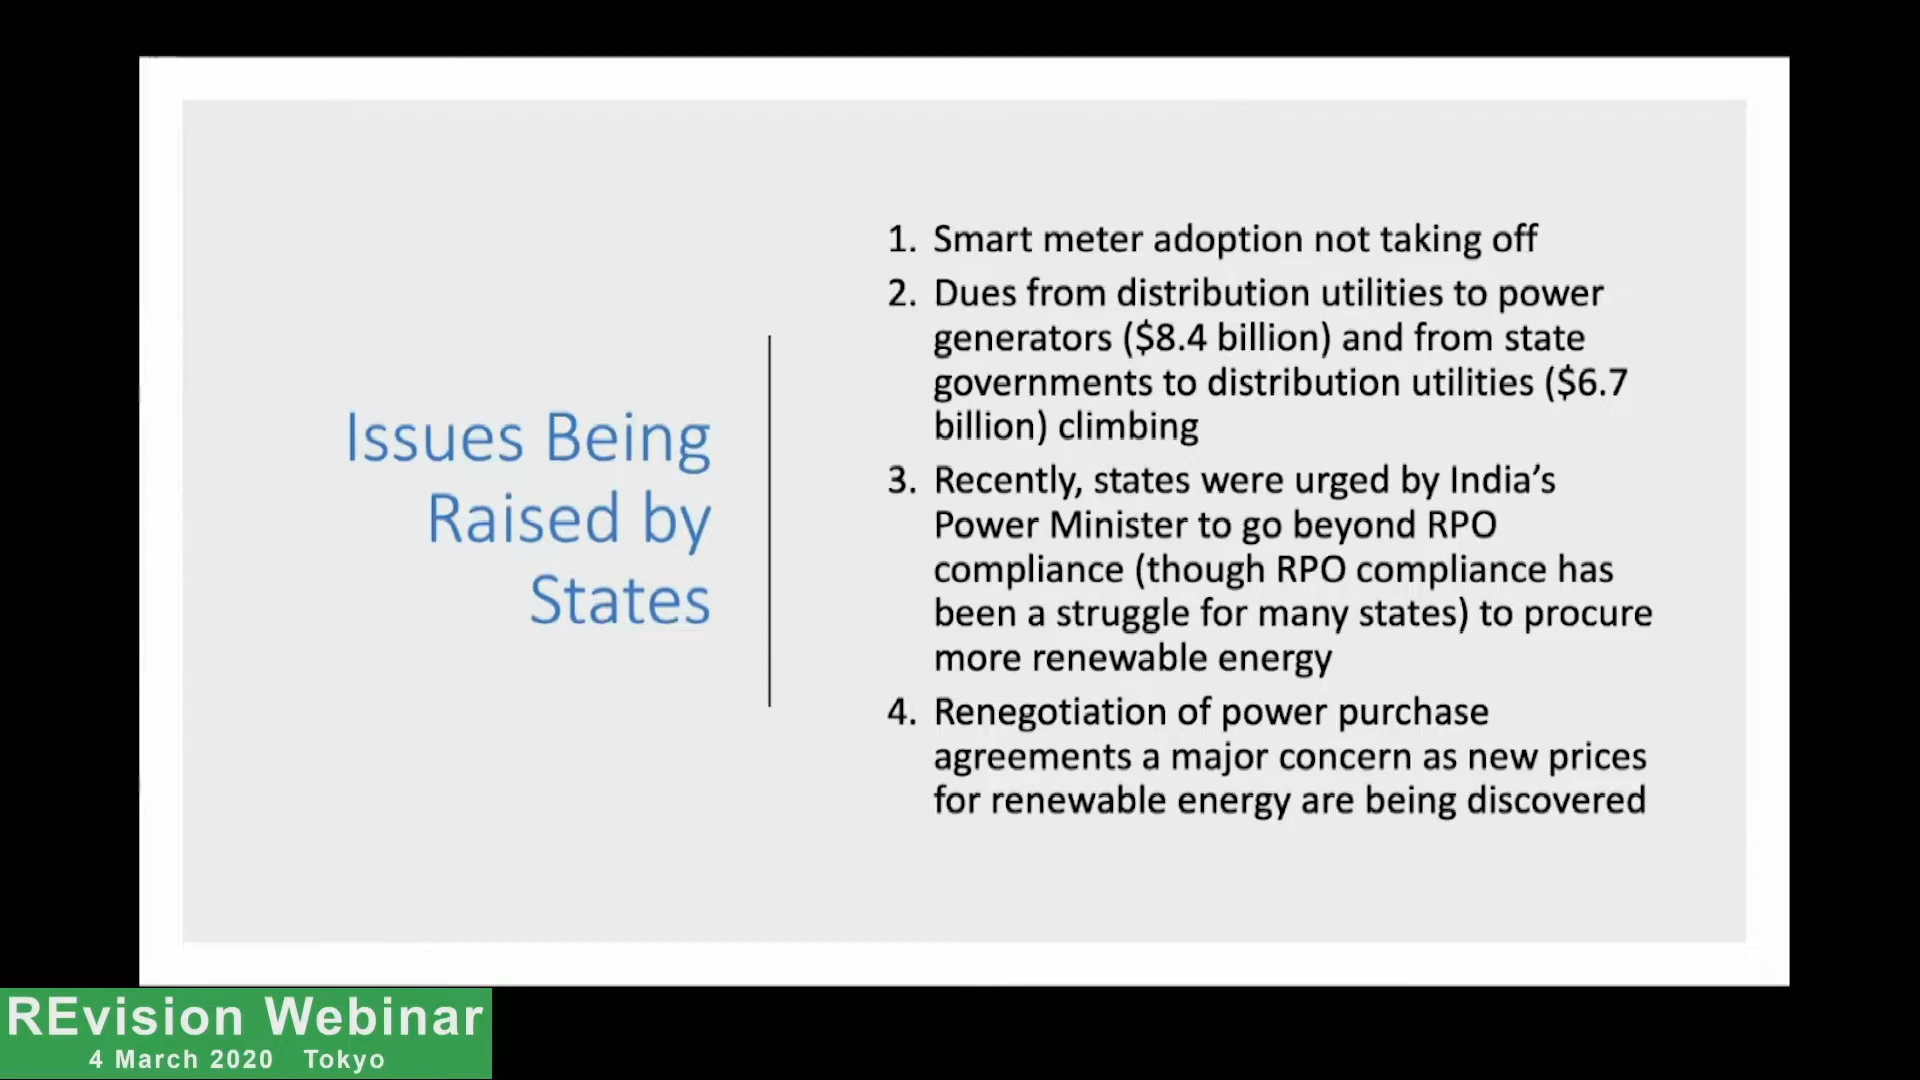 Issues Being
Raised by
States
1. Smart meter adoption not taking off
2. Dues from distribution utilities to power
generators ($8.4 billion) and from state
governments to distribution utilities ($6.7
billion) climbing
3. Recently, states were urged by India’s
Power Minister to go beyond RPO
compliance (though RPO compliance has
been a struggle for many states) to procure
more renewable energy
4. Renegotiation of power purchase
agreements a major concern as new prices
for renewable energy are being discovered
REvision Webinar
4 March 2020 Tokyo